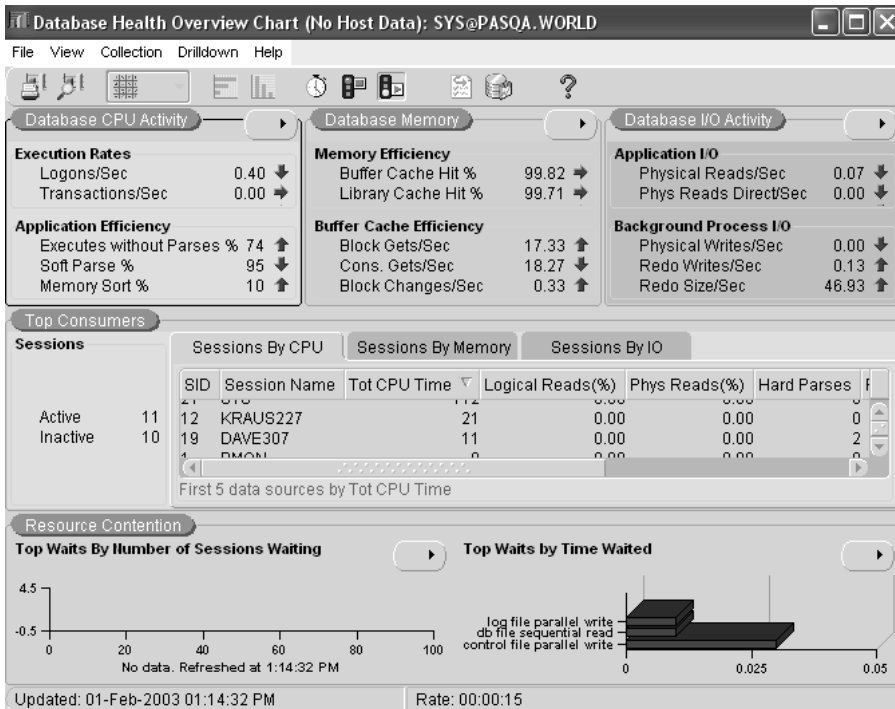 Database Health Overview Chart (No Host Data): SYS@PASQA.WORLD
File View Collection Drilldown Help
Database CPU Activity
Execution Rates
Logons/Sec 0.40
Transactions/Sec 0.00
Application Efficiency
Executes without Parses % 74
Soft Parse % 95
Memory Sort % 10
Database Memory
Memory Efficiency
Buffer Cache Hit % 99.82
Library Cache Hit % 99.71
Buffer Cache Efficiency
Block Gets/Sec 17.33
Cons. Gets/Sec 18.27
Block Changes/Sec 0.33
Database I/O Activity
Application I/O
Physical Reads/Sec 0.07
Phys Reads Direct/Sec 0.00
Background Process I/O
Physical Writes/Sec 0.00
Redo Writes/Sec 0.13
Redo Size/Sec 46.93
Top Consumers
Sessions
Active 11
Inactive 10
Sessions By CPU Sessions By Memory Sessions By IO
SID Session Name Tot CPU Time Logical Reads(%) Phys Reads(%) Hard Parses
12 KRAUS227 21 0.00 0.00 0
19 DAVE307 11 0.00 0.00 2
First 5 data sources by Tot CPU Time
Resource Contention
Top Waits By Number of Sessions Waiting
4.5
-0.5
0 20 40 60 80 100
No data. Refreshed at 1:14:32 PM
Top Waits by Time Waited
log file parallel write
db file sequential read
control file parallel write
0 0.025 0.05
Updated: 01-Feb-2003 01:14:32 PM Rate: 00:00:15